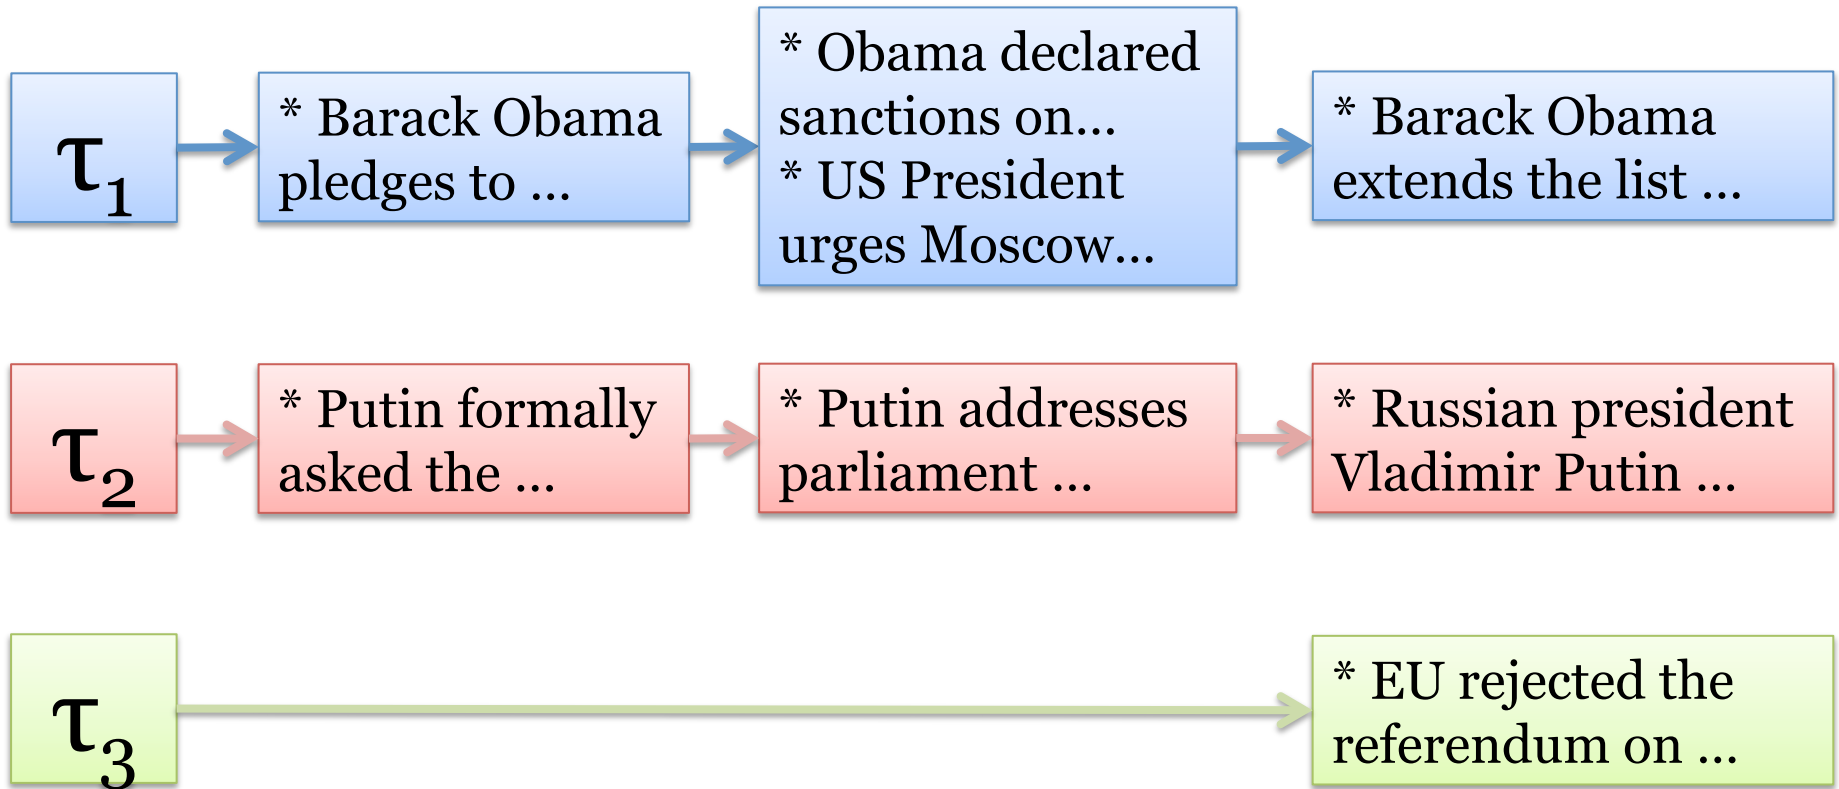 τ1
* Barack Obama
pledges to ...
* Obama declared
sanctions on...
* US President
urges Moscow...
* Barack Obama
extends the list ...
τ2
* Putin formally
asked the ...
* Putin addresses
parliament ...
* Russian president
Vladimir Putin ...
τ3
* EU rejected the
referendum on ...